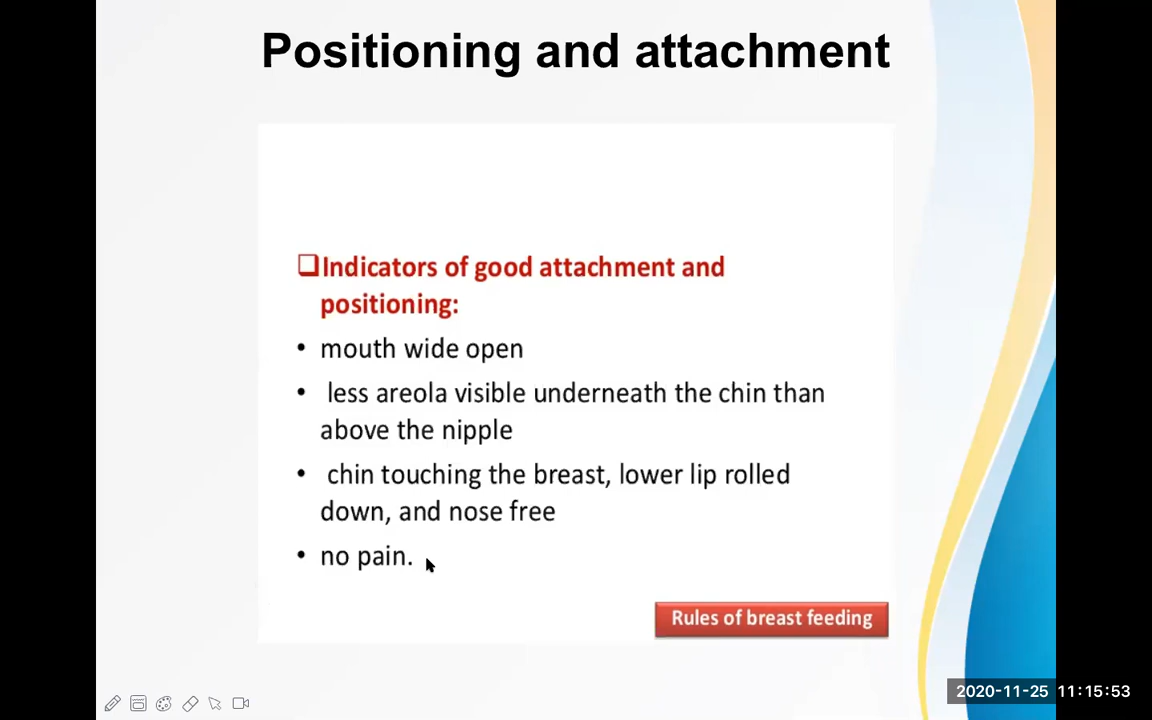 Positioning and attachment
❑Indicators of good attachment and
positioning:
• mouth wide open
• less areola visible underneath the chin than
above the nipple
• chin touching the breast, lower lip rolled
down, and nose free
• no pain.
Rules of breast feeding
2020-11-25 11:15:53